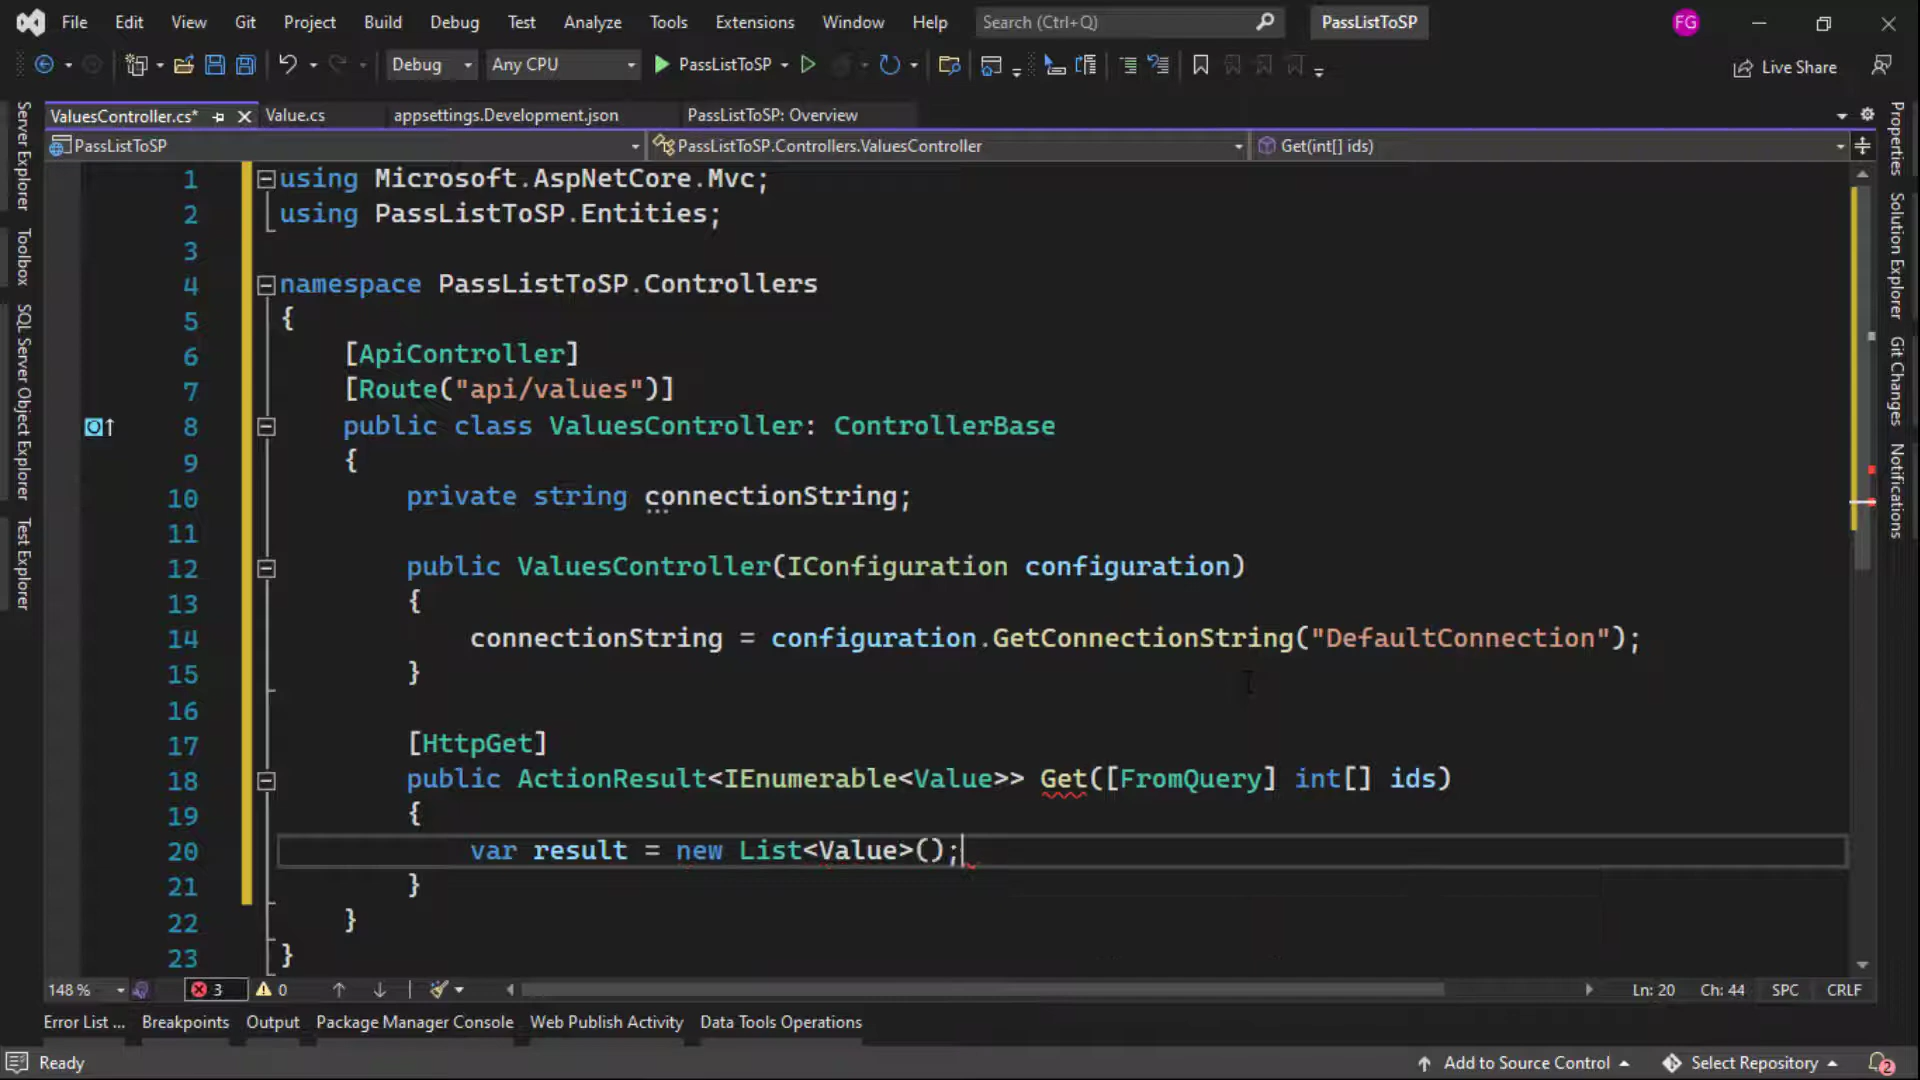 File Edit View Git Project Build Debug Test Analyze Tools Extensions Window Help Search (Ctrl+Q) PassListToSP FG
Debug Any CPU PassListToSP Live Share
ValuesController.cs* Value.cs appsettings.Development.json PassListToSP: Overview
PassListToSP PassListToSP.Controllers.ValuesController Get(int[] ids)
Server Explorer
Toolbox
SQL Server Object Explorer
Test Explorer
1 using Microsoft.AspNetCore.Mvc;
2 using PassListToSP.Entities;
3
4 namespace PassListToSP.Controllers
5 {
6 [ApiController]
7 [Route("api/values")]
8 public class ValuesController: ControllerBase
9 {
10 private string connectionString;
11
12 public ValuesController(IConfiguration configuration)
13 {
14 connectionString = configuration.GetConnectionString("DefaultConnection");
15 }
16
17 [HttpGet]
18 public ActionResult<IEnumerable<Value>> Get([FromQuery] int[] ids)
19 {
20 var result = new List<Value>();
21 }
22 }
23 }
Properties
Solution Explorer
Git Changes
Notifications
148 % 3 0 Ln: 20 Ch: 44 SPC CRLF
Error List ... Breakpoints Output Package Manager Console Web Publish Activity Data Tools Operations
Ready Add to Source Control Select Repository 2